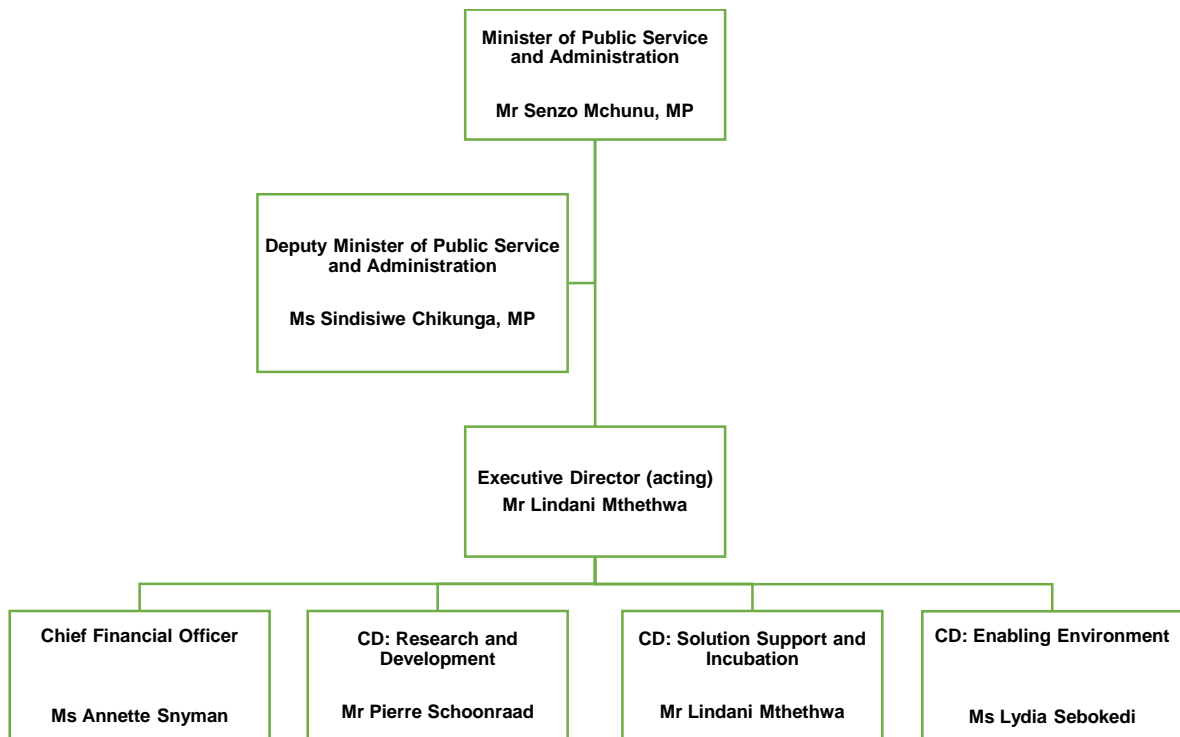 Minister of Public Service
and Administration
Mr Senzo Mchunu, MP
Deputy Minister of Public Service
and Administration
Ms Sindisiwe Chikunga, MP
Executive Director (acting)
Mr Lindani Mthethwa
Chief Financial Officer
Ms Annette Snyman
CD: Research and
Development
Mr Pierre Schoonraad
CD: Solution Support and
Incubation
Mr Lindani Mthethwa
CD: Enabling Environment
Ms Lydia Sebokedi